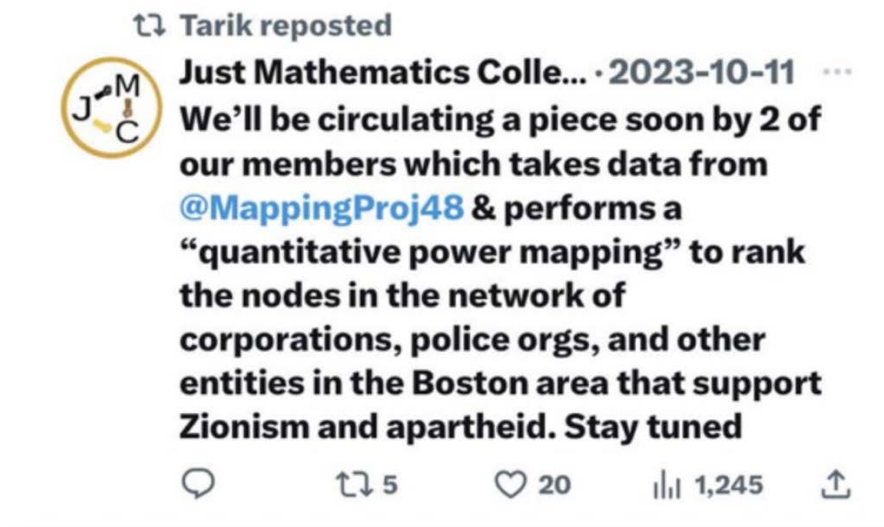 Tarik reposted
Just Mathematics Colle... · 2023-10-11 ...
J M C
We’ll be circulating a piece soon by 2 of
our members which takes data from
@MappingProj48 & performs a
“quantitative power mapping” to rank
the nodes in the network of
corporations, police orgs, and other
entities in the Boston area that support
Zionism and apartheid. Stay tuned
5 20 1,245